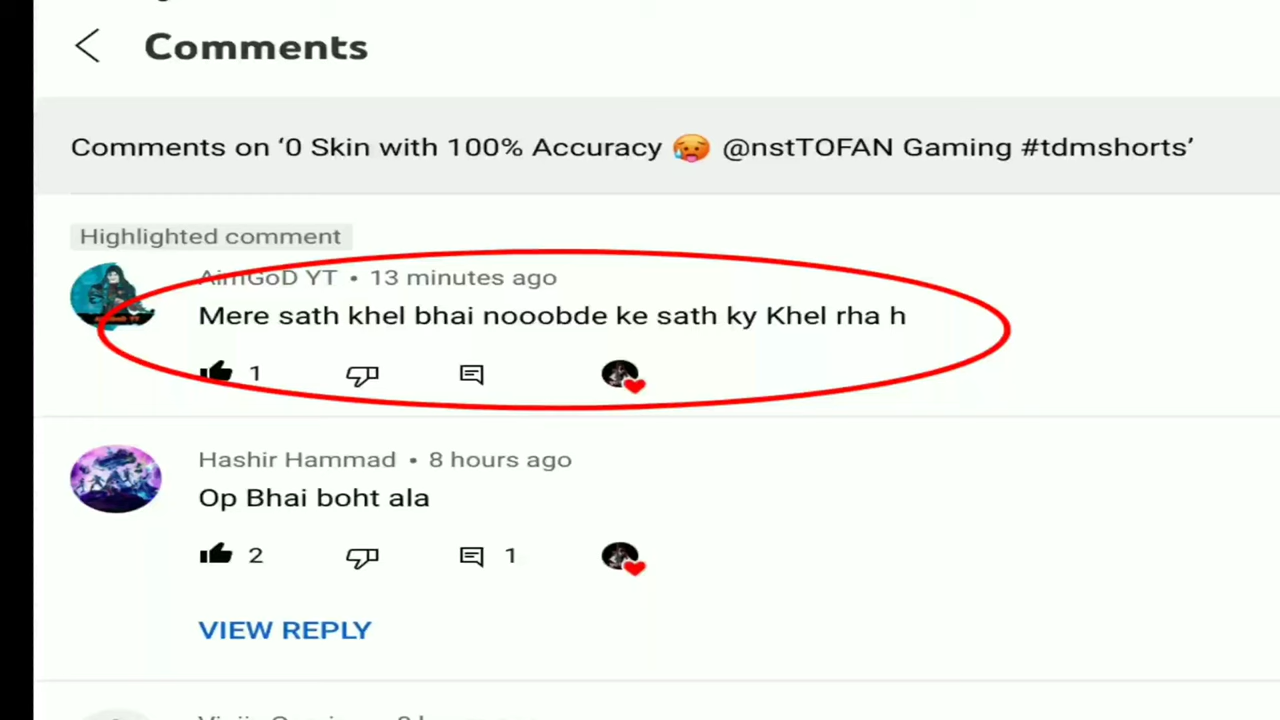 Comments
Comments on ‘0 Skin with 100% Accuracy 🥵 @nstTOFAN Gaming #tdmshorts’
Highlighted comment
AimGoD YT • 13 minutes ago
Mere sath khel bhai nooobde ke sath ky Khel rha h
1
Hashir Hammad • 8 hours ago
Op Bhai boht ala
2 1
VIEW REPLY